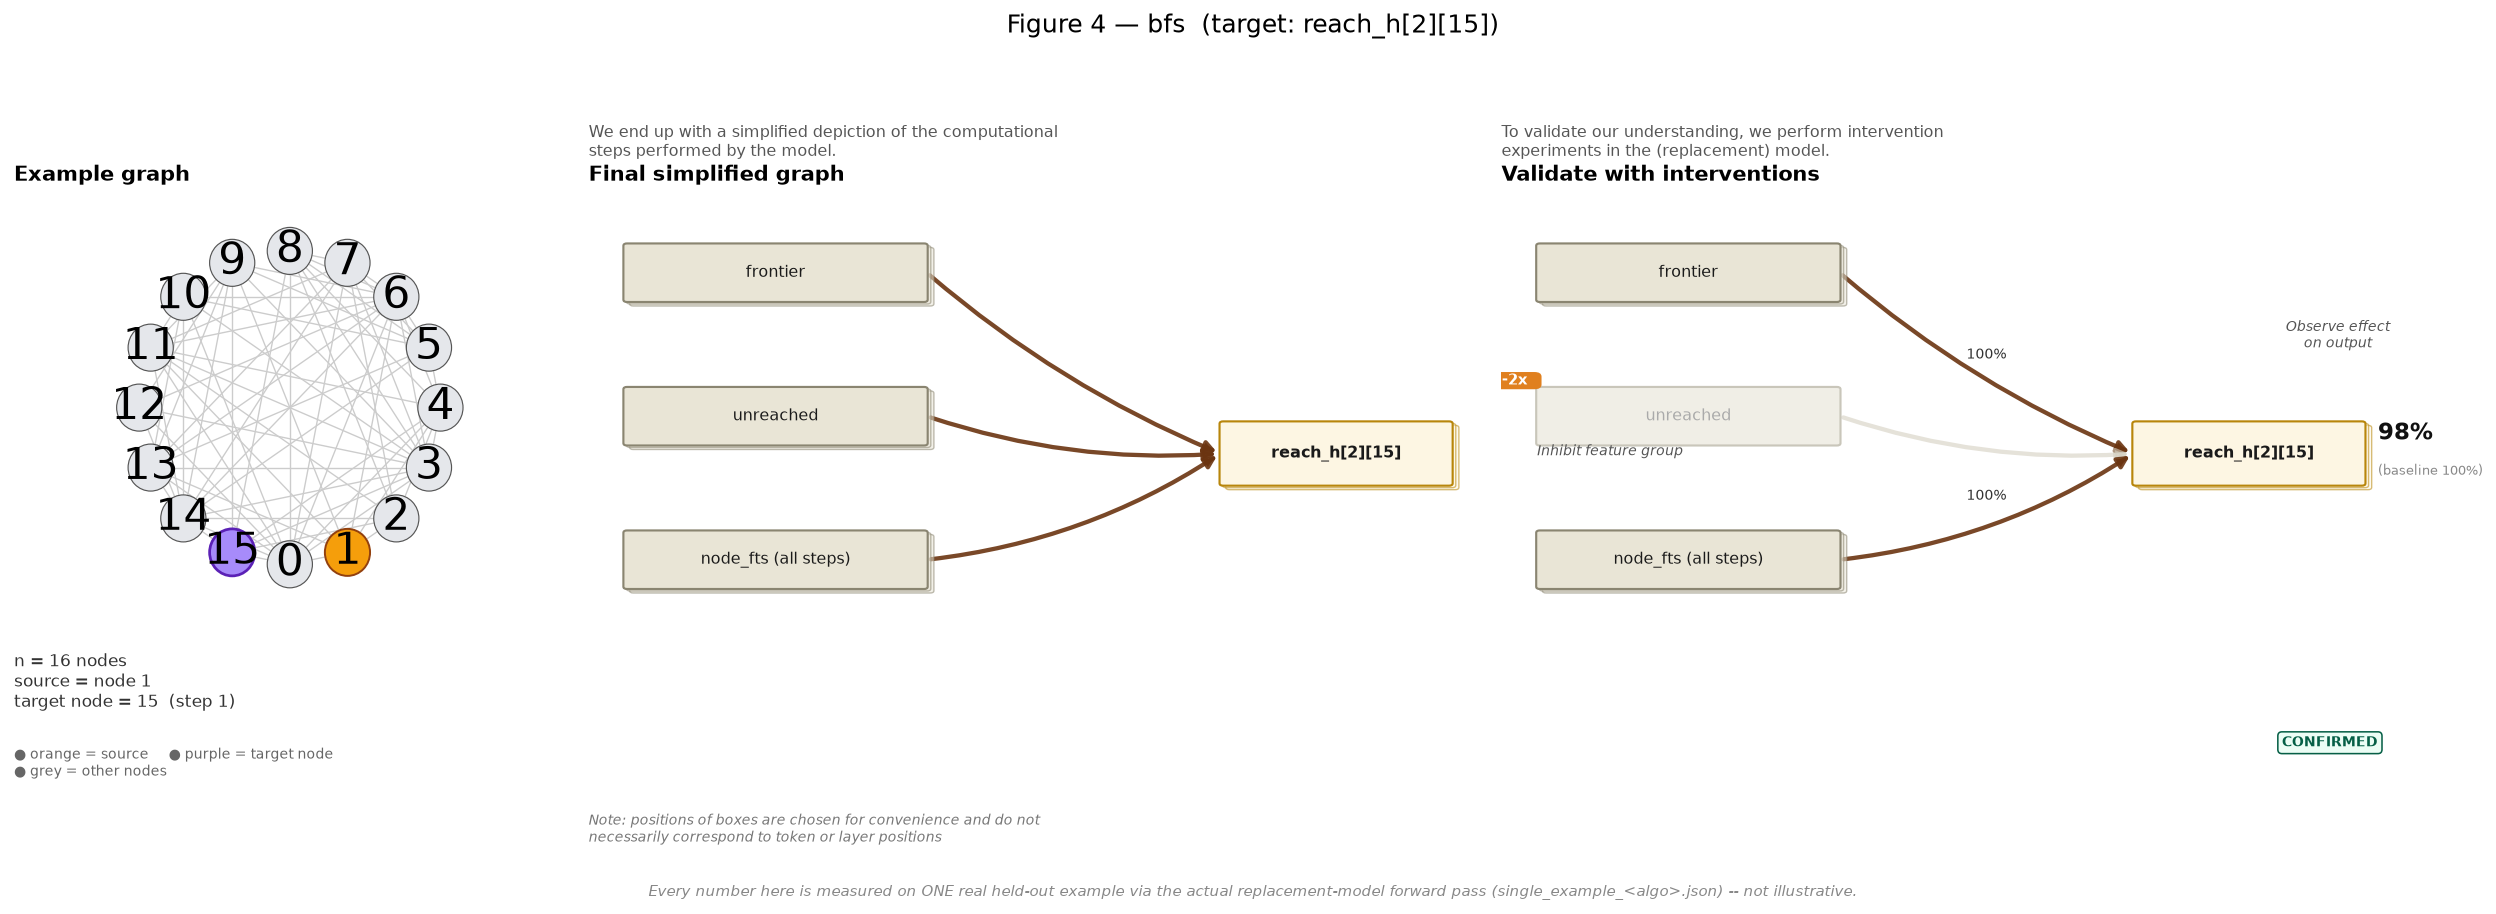 Figure 4 — bfs  (target: reach_h[2][15])
Example graph
8
9
7
10
6
11
5
12
4
13
3
14
2
15
1
0
n = 16 nodes
source = node 1
target node = 15  (step 1)
● orange = source  ● purple = target node
● grey = other nodes
We end up with a simplified depiction of the computational
steps performed by the model.
Final simplified graph
frontier
unreached
node_fts (all steps)
reach_h[2][15]
Note: positions of boxes are chosen for convenience and do not
necessarily correspond to token or layer positions
To validate our understanding, we perform intervention
experiments in the (replacement) model.
Validate with interventions
frontier
Observe effect
on output
100%
-2x
unreached
Inhibit feature group
reach_h[2][15]
98%
(baseline 100%)
100%
node_fts (all steps)
CONFIRMED
Every number here is measured on ONE real held-out example via the actual replacement-model forward pass (single_example_<algo>.json) -- not illustrative.